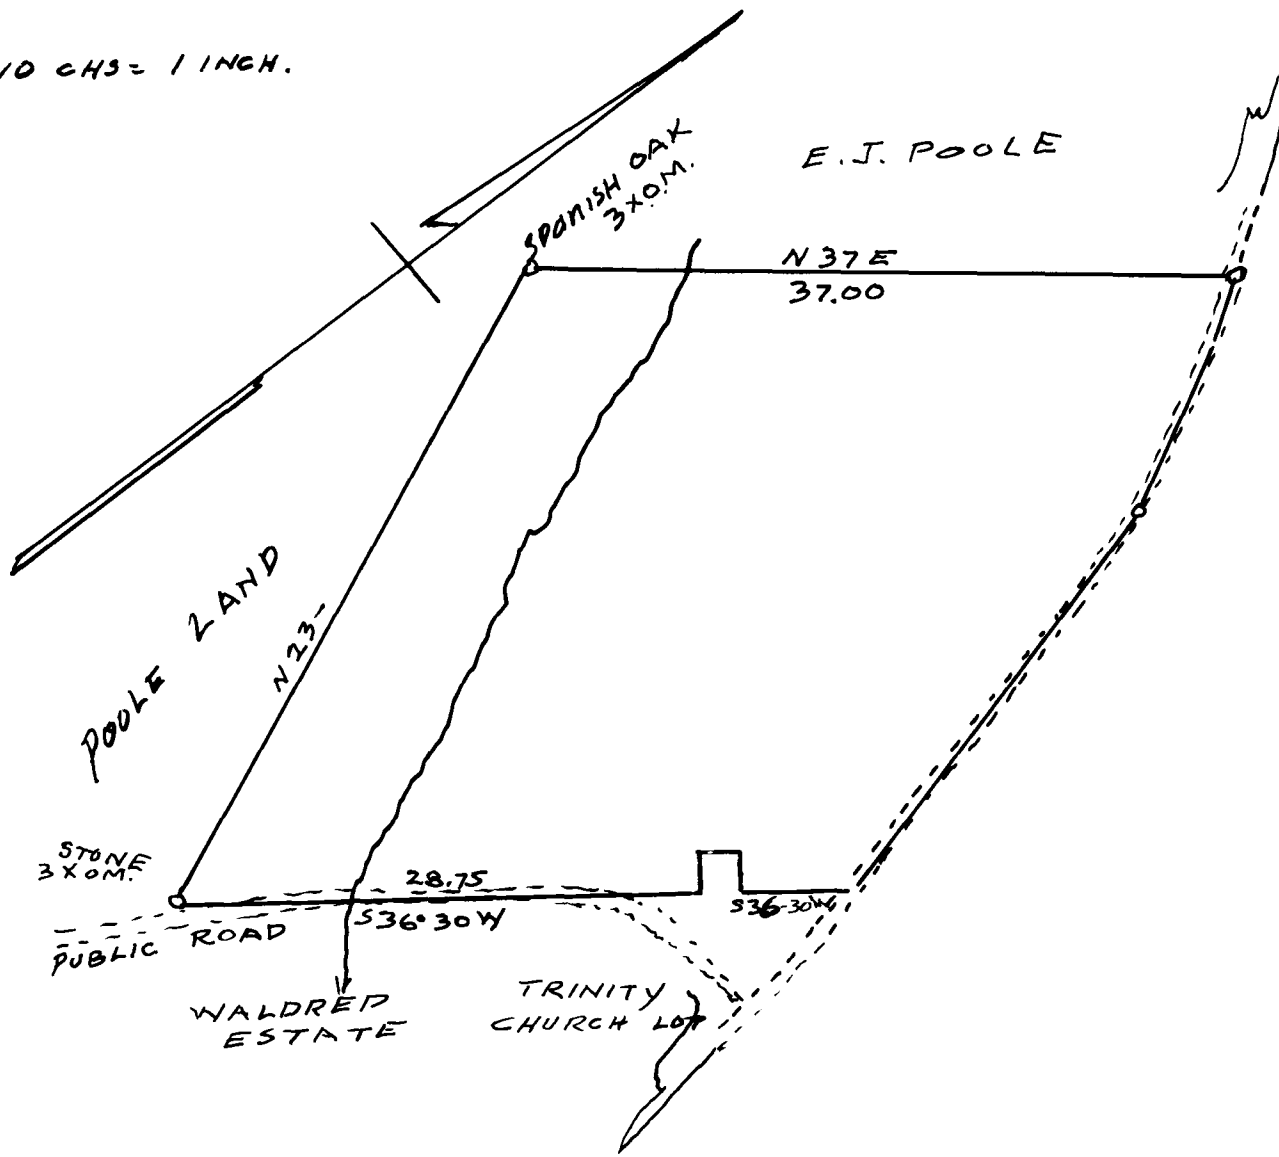 10 CHS = 1 INCH.
SPANISH OAK
3 X O.M.
E. J. POOLE
N 37 E
37.00
POOLE LAND
N 23-
STONE
3 X OM.
28.75
S 36° 30 W
S 36-30 W
PUBLIC ROAD
WALDRED
ESTATE
TRINITY
CHURCH LOT